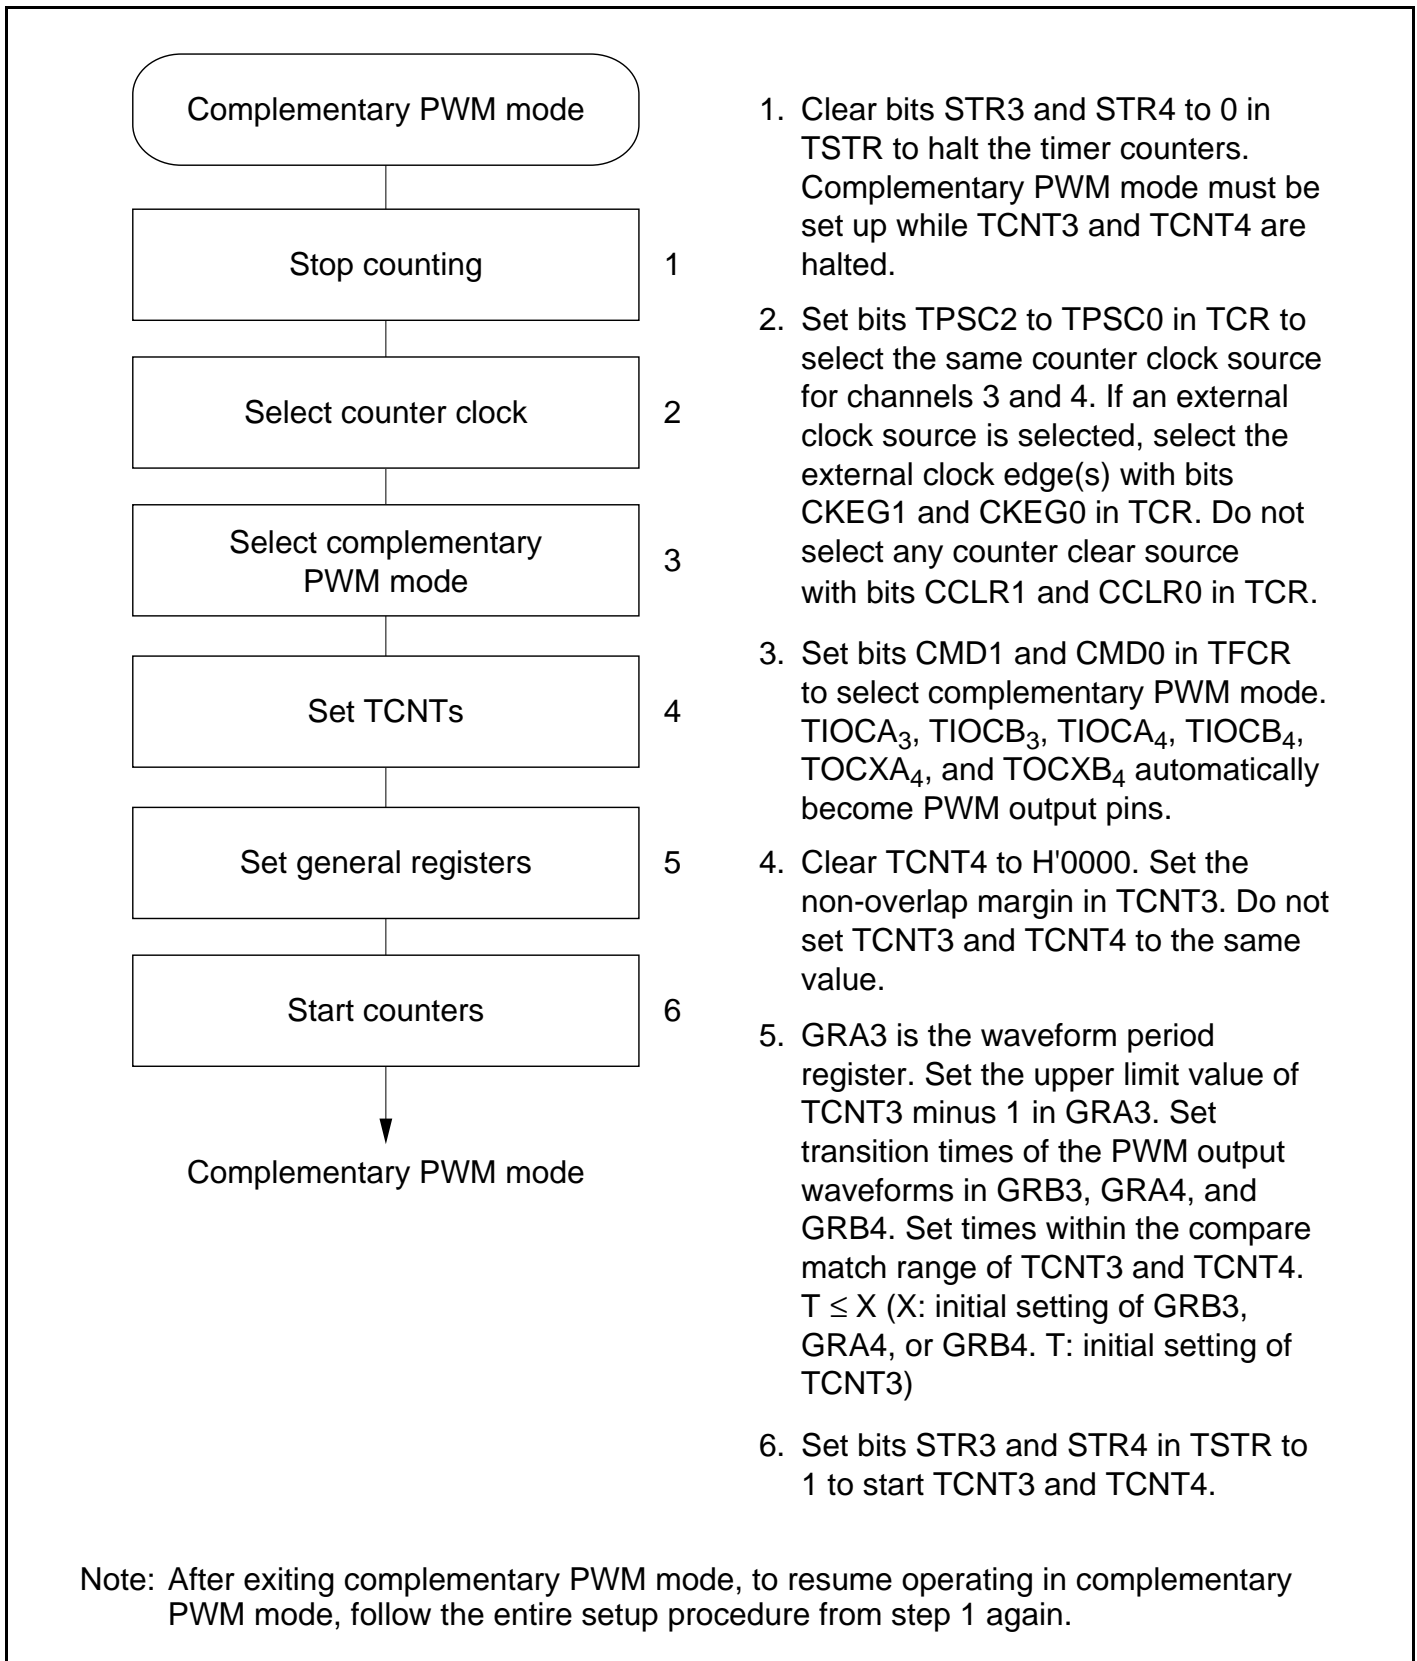 Complementary PWM mode
Stop counting
1
Select counter clock
2
Select complementary
PWM mode
3
Set TCNTs
4
Set general registers
5
Start counters
6
Complementary PWM mode
1. Clear bits STR3 and STR4 to 0 in
TSTR to halt the timer counters.
Complementary PWM mode must be
set up while TCNT3 and TCNT4 are
halted.
2. Set bits TPSC2 to TPSC0 in TCR to
select the same counter clock source
for channels 3 and 4. If an external
clock source is selected, select the
external clock edge(s) with bits
CKEG1 and CKEG0 in TCR. Do not
select any counter clear source
with bits CCLR1 and CCLR0 in TCR.
3. Set bits CMD1 and CMD0 in TFCR
to select complementary PWM mode.
TIOCA₃, TIOCB₃, TIOCA₄, TIOCB₄,
TOCXA₄, and TOCXB₄ automatically
become PWM output pins.
4. Clear TCNT4 to H'0000. Set the
non-overlap margin in TCNT3. Do not
set TCNT3 and TCNT4 to the same
value.
5. GRA3 is the waveform period
register. Set the upper limit value of
TCNT3 minus 1 in GRA3. Set
transition times of the PWM output
waveforms in GRB3, GRA4, and
GRB4. Set times within the compare
match range of TCNT3 and TCNT4.
T ≤ X (X: initial setting of GRB3,
GRA4, or GRB4. T: initial setting of
TCNT3)
6. Set bits STR3 and STR4 in TSTR to
1 to start TCNT3 and TCNT4.
Note: After exiting complementary PWM mode, to resume operating in complementary
PWM mode, follow the entire setup procedure from step 1 again.